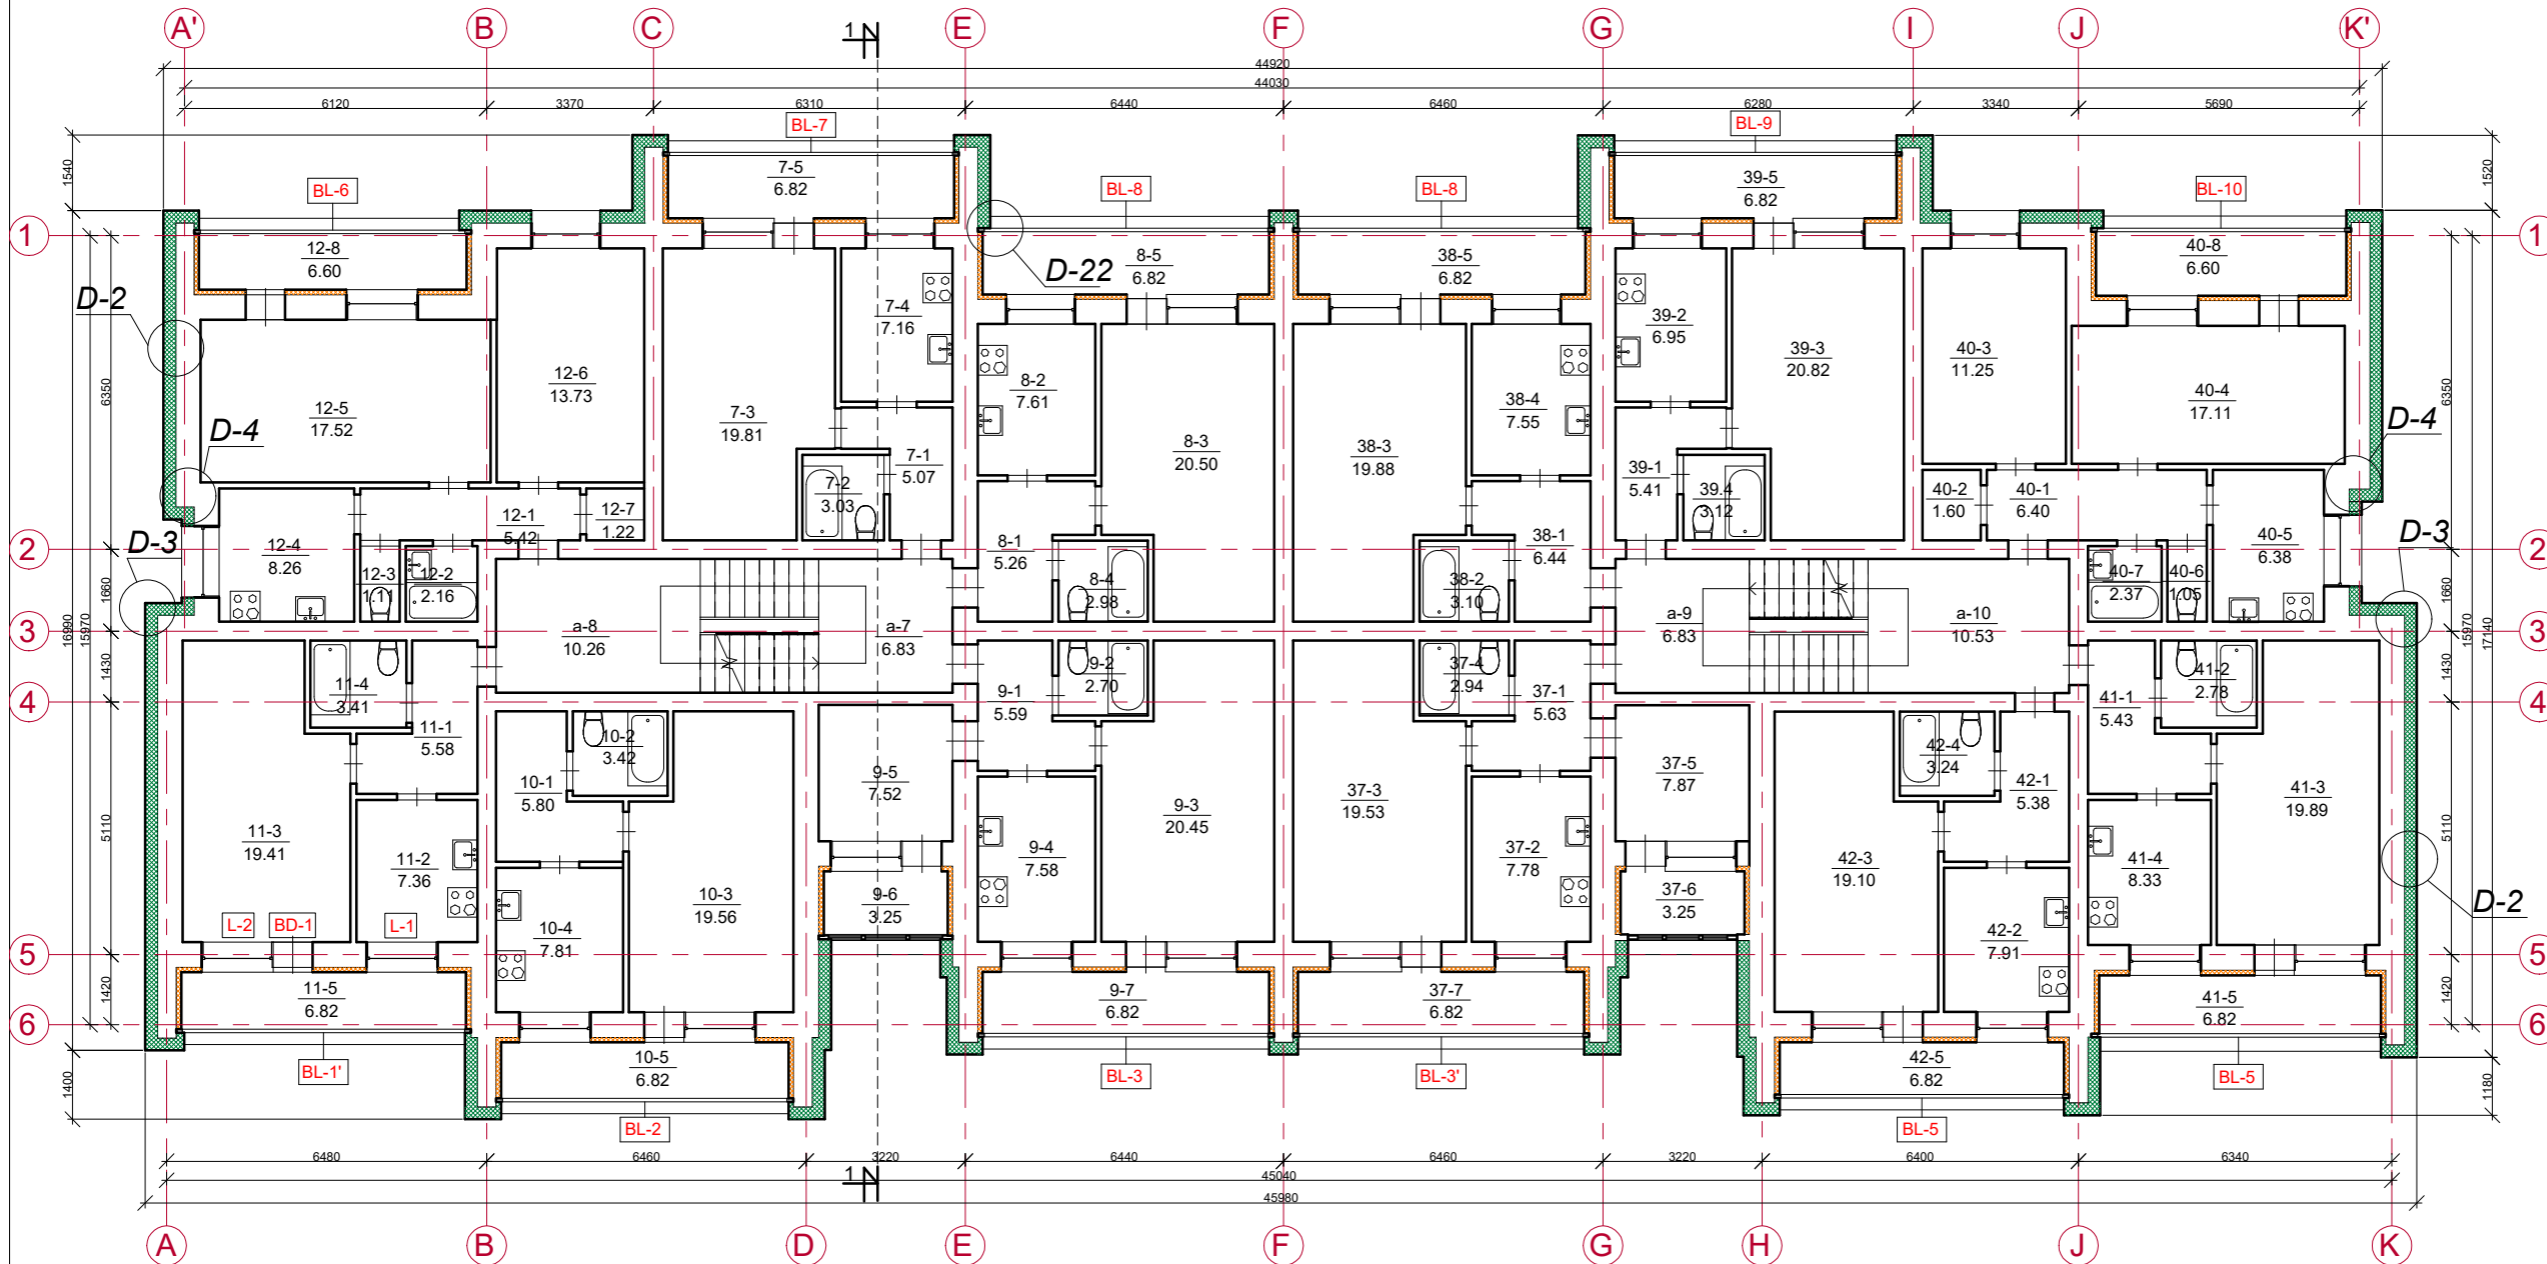 A' B C E F G I J K'
1 1
44920
44030
6120 3370 6310 6440 6460 6280 3340 5690
BL-7 BL-9
1540 7-5 6.82 39-5 6.82 1520
BL-6 BL-8 BL-8 BL-10
1 12-8 6.60 8-5 6.82 38-5 6.82 40-8 6.60 1
D-2 D-22
7-4 7.16 39-2 6.95
12-6 13.73 8-2 7.61 39-3 20.82 40-3 11.25
6350 12-5 17.52 7-3 19.81 8-3 20.50 38-3 19.88 38-4 7.55 40-4 17.11 6350
D-4 D-4
7-2 3.03 7-1 5.07 39-1 5.41 39.4 3.12 40-2 1.60 40-1 6.40
12-1 5.42 12-7 1.22
D-3 D-3
2 12-4 8.26 8-1 5.26 38-1 6.44 40-5 6.38 2
12-3 1.11 12-2 2.16 8-4 2.98 38-2 3.10 40-7 2.37 40-6 1.05
1660 1660
3 a-8 10.26 a-7 6.83 a-9 6.83 a-10 10.53 3
16990 15970 15970 17140
1430 11-4 3.41 9-1 5.59 9-2 2.70 37-4 2.94 37-1 5.63 41-2 2.78 1430
4 41-1 5.43 4
11-1 5.58 10-2 3.42 42-4 3.24
10-1 5.80 9-5 7.52 37-5 7.87 42-1 5.38
5110 11-3 19.41 9-3 20.45 37-3 19.53 41-3 19.89 5110
11-2 7.36 9-4 7.58 37-2 7.78 42-3 19.10 41-4 8.33
10-3 19.56 9-6 3.25 37-6 3.25 D-2
L-2 BD-1 L-1 10-4 7.81 42-2 7.91
5 5
1420 11-5 6.82 9-7 6.82 37-7 6.82 41-5 6.82 1420
6 6
1400 BL-1' 10-5 6.82 BL-3 BL-3' 42-5 6.82 BL-5 1180
BL-2 BL-5
6480 6460 3220 6440 6460 3220 6400 6340
1 45040
45980
A B D E F G H J K